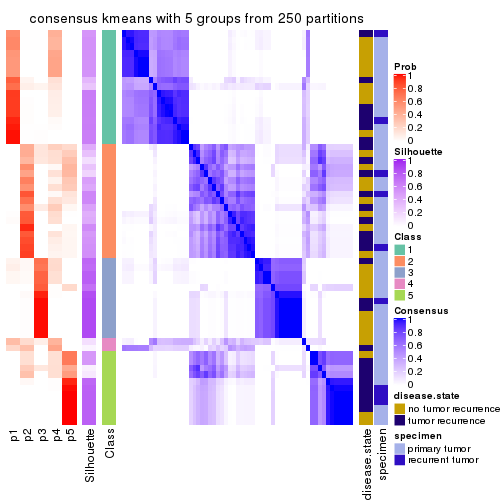 consensus kmeans with 5 groups from 250 partitions
p1
p2
p3
p4
p5
Silhouette
Class
disease.state
specimen
Prob
1
0.8
0.6
0.4
0.2
0
Silhouette
1
0.8
0.6
0.4
0.2
0
Class
1
2
3
4
5
Consensus
1
0.8
0.6
0.4
0.2
0
disease.state
no tumor recurrence
tumor recurrence
specimen
primary tumor
recurrent tumor